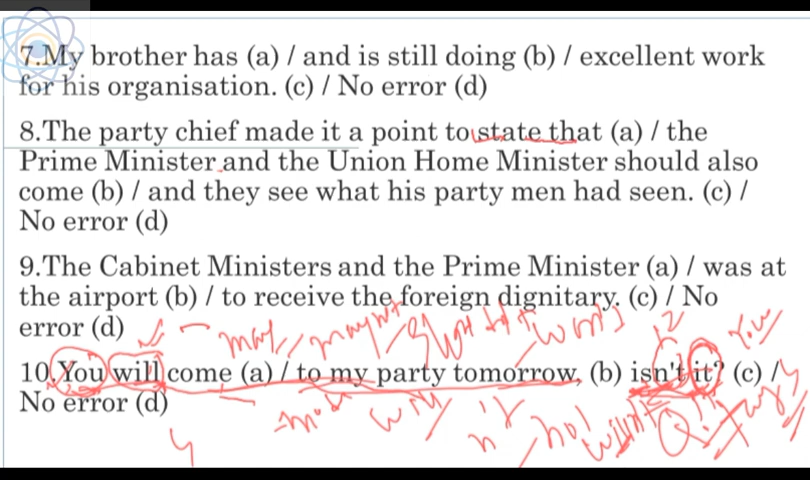 7.My brother has (a) / and is still doing (b) / excellent work
for his organisation. (c) / No error (d)
8.The party chief made it a point to state that (a) / the
Prime Minister and the Union Home Minister should also
come (b) / and they see what his party men had seen. (c) /
No error (d)
9.The Cabinet Ministers and the Prime Minister (a) / was at
the airport (b) / to receive the foreign dignitary. (c) / No
error (d)
10.You will come (a) / to my party tomorrow, (b) isn't it? (c) /
No error (d)